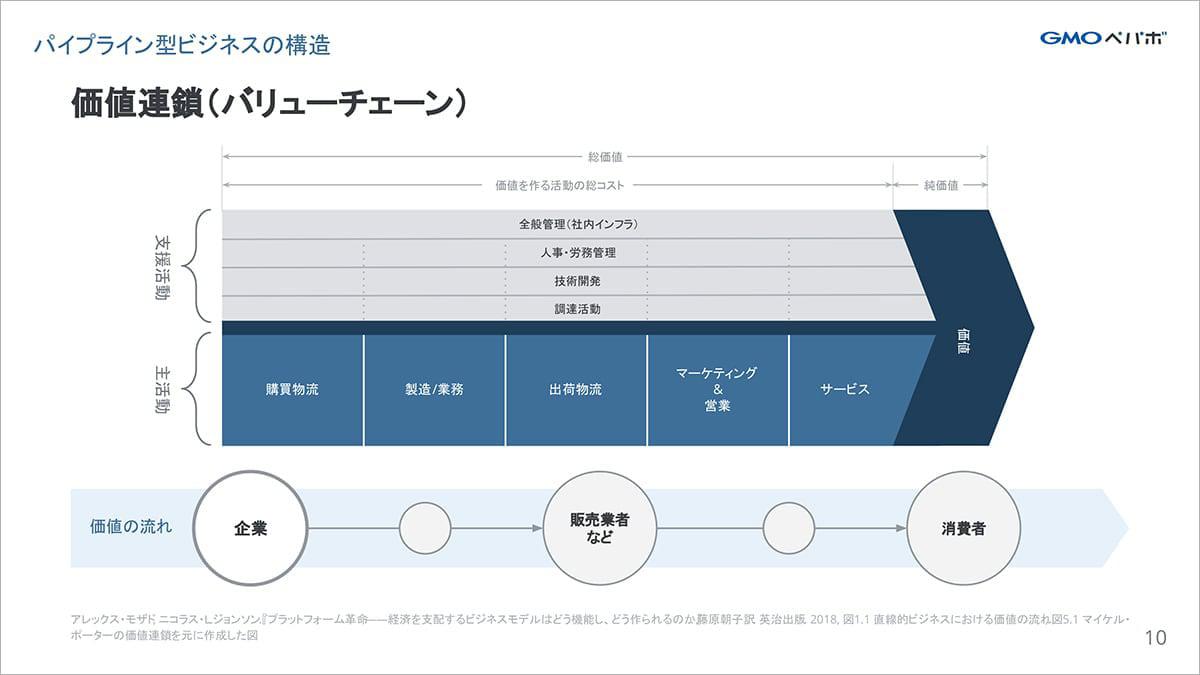 パイプライン型ビジネスの構造
GMOペパボ
価値連鎖（バリューチェーン）
総価値
価値を作る活動の総コスト
純価値
支援活動
全般管理（社内インフラ）
人事・労務管理
技術開発
調達活動
価値
主活動
購買物流
製造/業務
出荷物流
マーケティング
&
営業
サービス
価値の流れ
企業
販売業者
など
消費者
アレックス・モザド, ニコラス・L.ジョンソン,『プラットフォーム革命――経済を支配するビジネスモデルはどう機能し、どう作られるのか』,藤原朝子訳, 英治出版, 2018, 図1.1 直線的ビジネスにおける価値の流れ,図5.1 マイケル・
ポーターの価値連鎖を元に作成した図
10